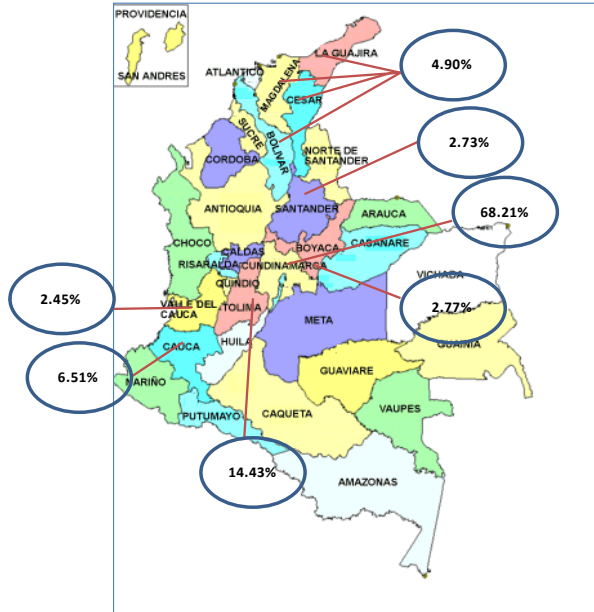 PROVIDENCIA
SAN ANDRES
LA GUAJIRA
ATLANTICO
MAGDALENA
CESAR
4.90%
SUCRE
BOLIVAR
CORDOBA
NORTE DE
SANTANDER
2.73%
ANTIOQUIA
SANTANDER
ARAUCA
68.21%
CHOCO
BOYACA
CASANARE
CALDAS
RISARALDA
CUNDINAMARCA
VICHADA
QUINDIO
2.45%
VALLE DEL
CAUCA
TOLIMA
2.77%
META
HUILA
CAUCA
GUAINIA
6.51%
NARIÑO
GUAVIARE
PUTUMAYO
CAQUETA
VAUPES
14.43%
AMAZONAS